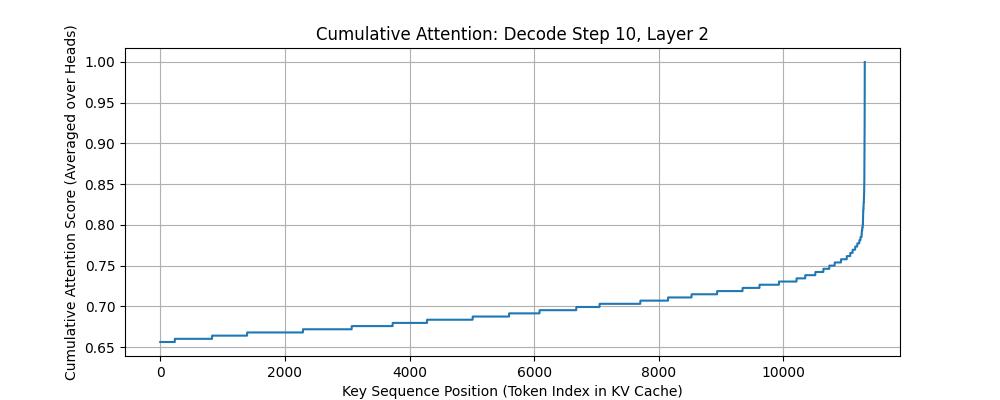 Cumulative Attention: Decode Step 10, Layer 2
Cumulative Attention Score (Averaged over Heads)
1.00
0.95
0.90
0.85
0.80
0.75
0.70
0.65
0 2000 4000 6000 8000 10000
Key Sequence Position (Token Index in KV Cache)